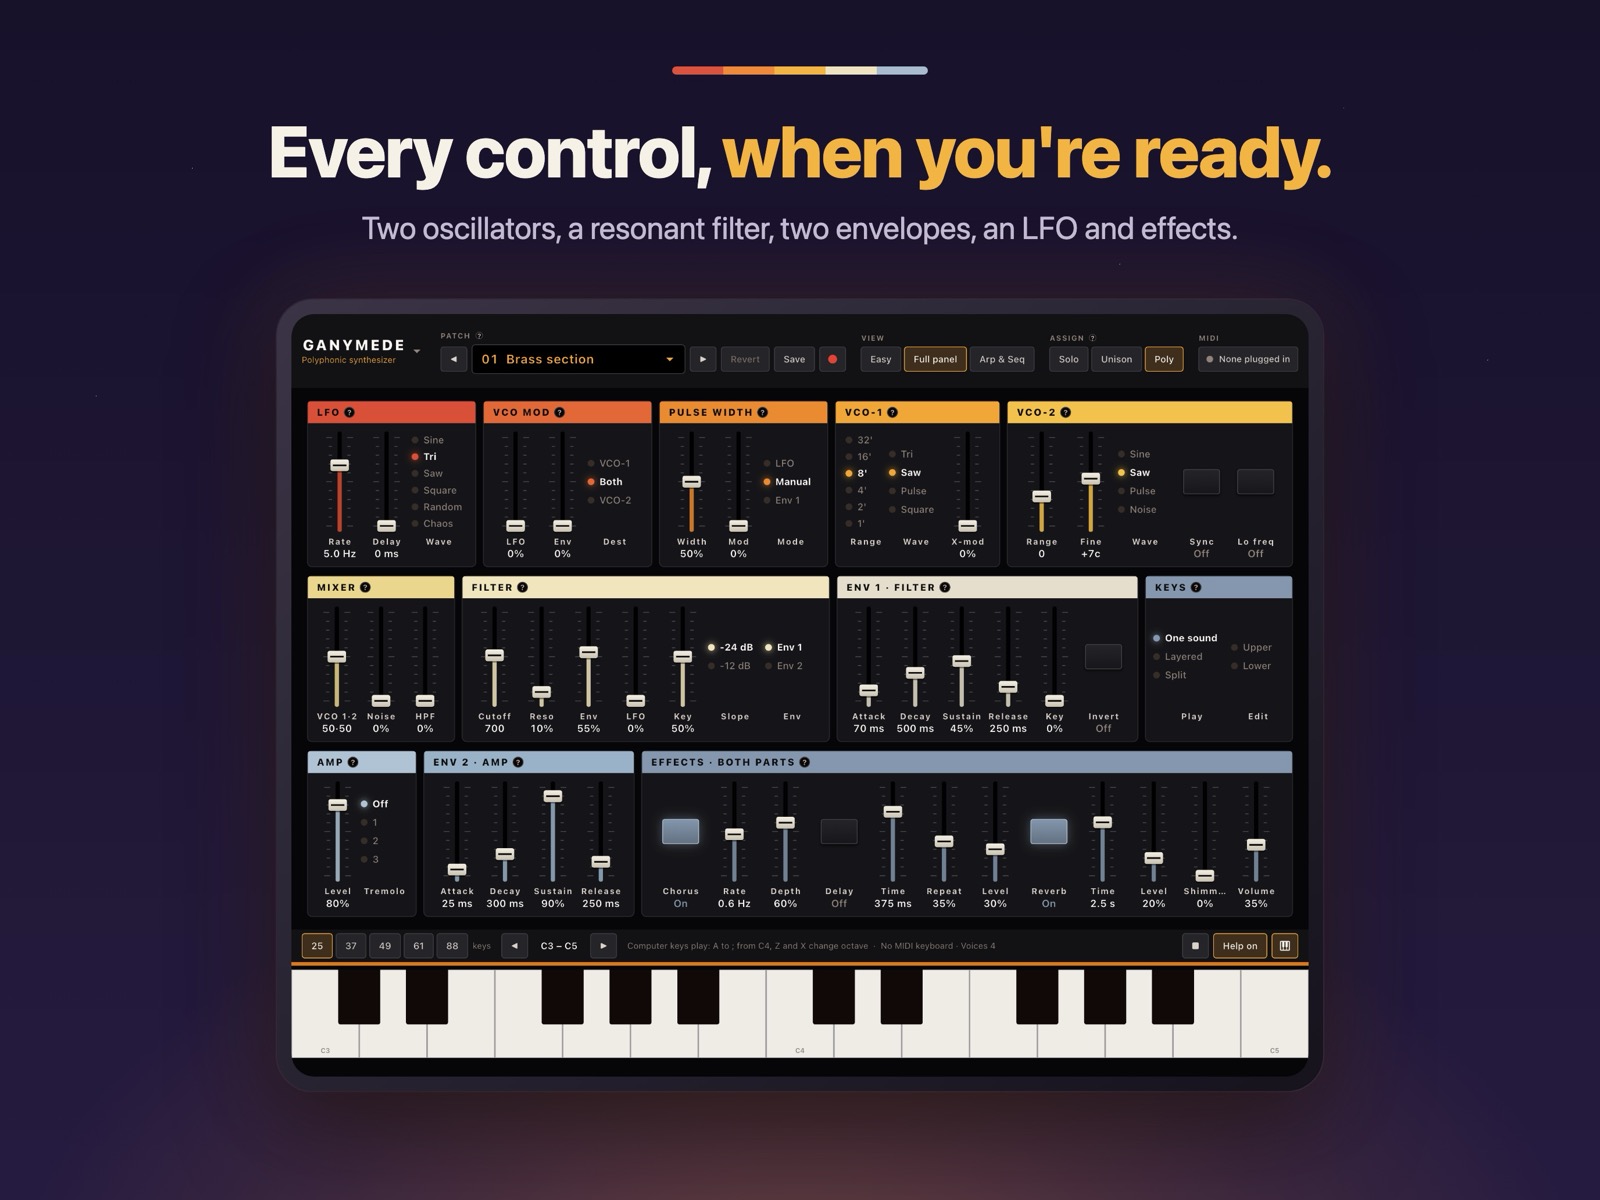 Every control, when you're ready.
Two oscillators, a resonant filter, two envelopes, an LFO and effects.
GANYMEDE
Polyphonic synthesizer
PATCH ?
01 Brass section
Revert
Save
VIEW
Easy
Full panel
Arp & Seq
ASSIGN ?
Solo
Unison
Poly
MIDI
None plugged in
LFO ?
Sine
Tri
Saw
Square
Random
Chaos
Rate
Delay
Wave
5.0 Hz
0 ms
VCO MOD ?
VCO-1
Both
VCO-2
LFO
Env
Dest
0%
0%
PULSE WIDTH ?
LFO
Manual
Env 1
Width
Mod
Mode
50%
0%
VCO-1 ?
32'
16'
8'
4'
2'
1'
Tri
Saw
Pulse
Square
Range
Wave
X-mod
0%
VCO-2 ?
Sine
Saw
Pulse
Noise
Range
Fine
Wave
Sync
Lo freq
0
+7c
Off
Off
MIXER ?
VCO 1·2
Noise
HPF
50·50
0%
0%
FILTER ?
-24 dB
-12 dB
Env 1
Env 2
Cutoff
Reso
Env
LFO
Key
Slope
Env
700
10%
55%
0%
50%
ENV 1 · FILTER ?
Attack
Decay
Sustain
Release
Key
Invert
70 ms
500 ms
45%
250 ms
0%
Off
KEYS ?
One sound
Layered
Split
Upper
Lower
Play
Edit
AMP ?
Off
1
2
3
Level
Tremolo
80%
ENV 2 · AMP ?
Attack
Decay
Sustain
Release
25 ms
300 ms
90%
250 ms
EFFECTS · BOTH PARTS ?
Chorus
Rate
Depth
Delay
Time
Repeat
Level
Reverb
Time
Level
Shimm...
Volume
On
0.6 Hz
60%
Off
375 ms
35%
30%
On
2.5 s
20%
0%
35%
25
37
49
61
88
keys
C3 – C5
Computer keys play: A to ; from C4, Z and X change octave · No MIDI keyboard · Voices 4
Help on
C3
C4
C5